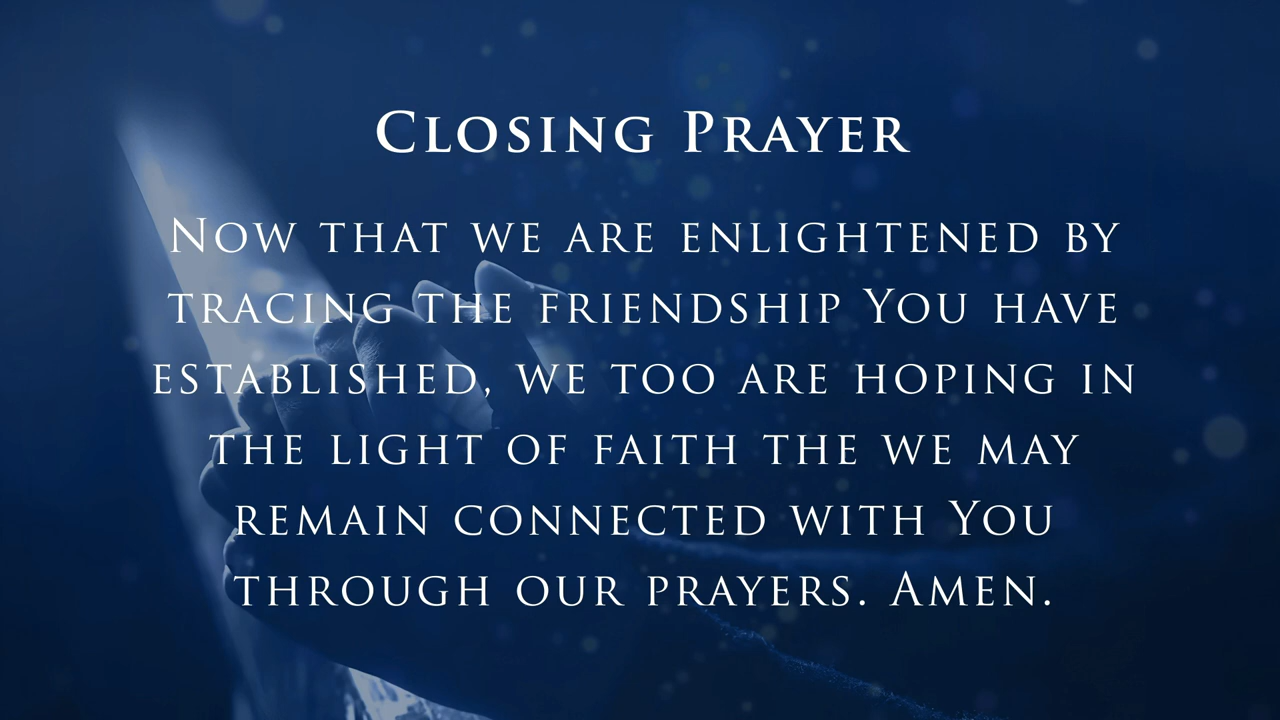 Closing Prayer
Now that we are enlightened by
tracing the friendship You have
established, we too are hoping in
the light of faith the we may
remain connected with You
through our prayers. Amen.